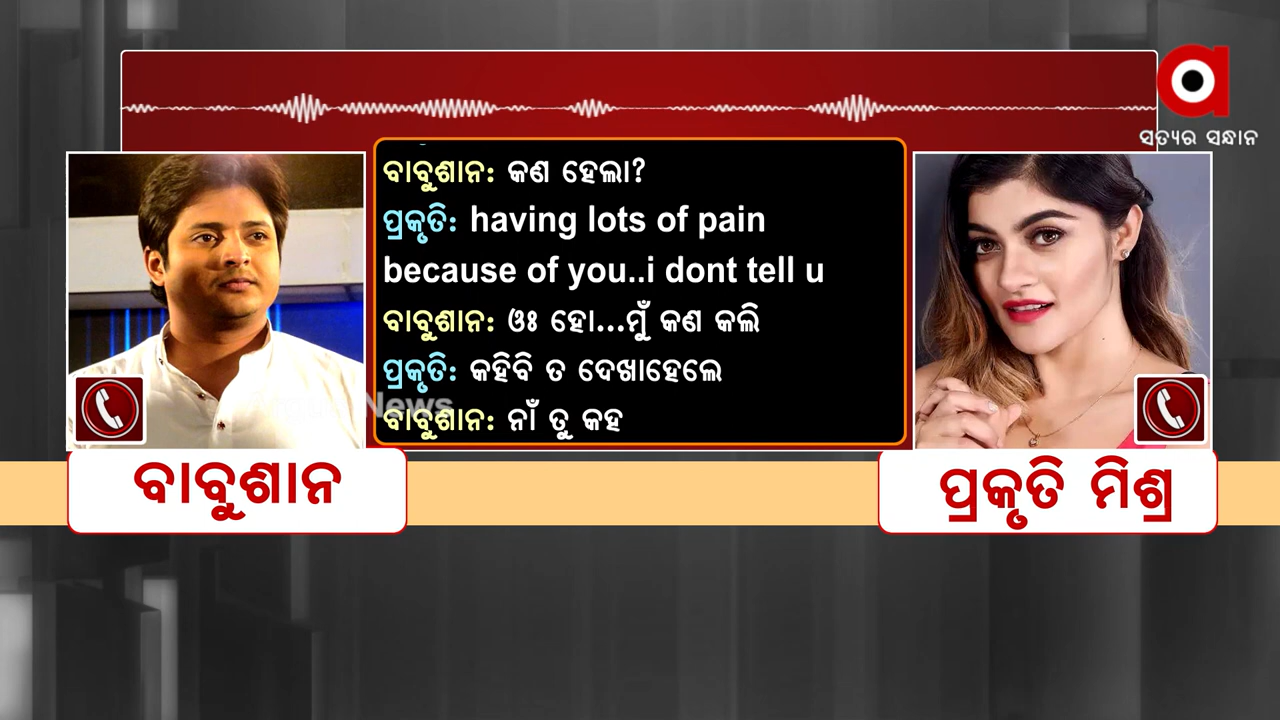 ସତ୍ୟର ସନ୍ଧାନ
ବାବୁଶାନ: କଣ ହେଲା?
ପ୍ରକୃତି: having lots of pain
because of you..i dont tell u
ବାବୁଶାନ: ଓଃ ହୋ...ମୁଁ କଣ କଲି
ପ୍ରକୃତି: କହିବି ତ ଦେଖାହେଲେ
ବାବୁଶାନ: ନାଁ ତୁ କହ
News
ବାବୁଶାନ
ପ୍ରକୃତି ମିଶ୍ର